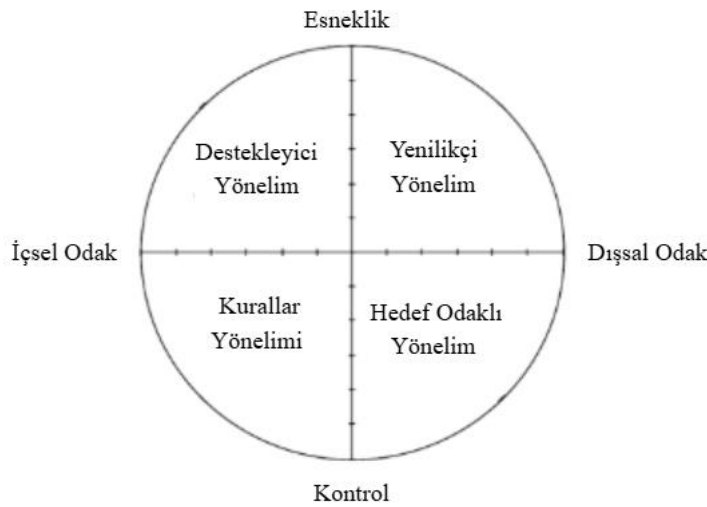 Esneklik
Destekleyici
Yönelim
Yenilikçi
Yönelim
İçsel Odak
Dışsal Odak
Kurallar
Yönelimi
Hedef Odaklı
Yönelim
Kontrol